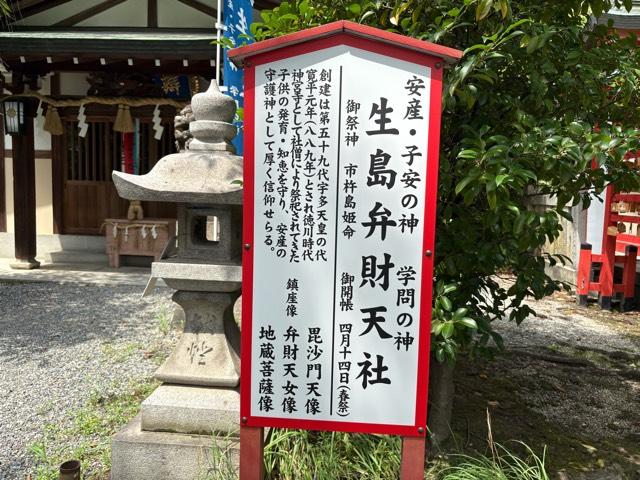 安産・子安の神　学問の神
生島弁財天社
御祭神　市杵島姫命　御開帳　四月十四日(春祭)
創建は第五十九代宇多天皇の代
寛平元年(八八九年)とされ徳川時代
神宮寺として社僧により祭祀されてきた
子供の発育・知恵を守り、安産の
守護神として厚く信仰せらる。
鎮座像
毘沙門天像
弁財天女像
地蔵菩薩像